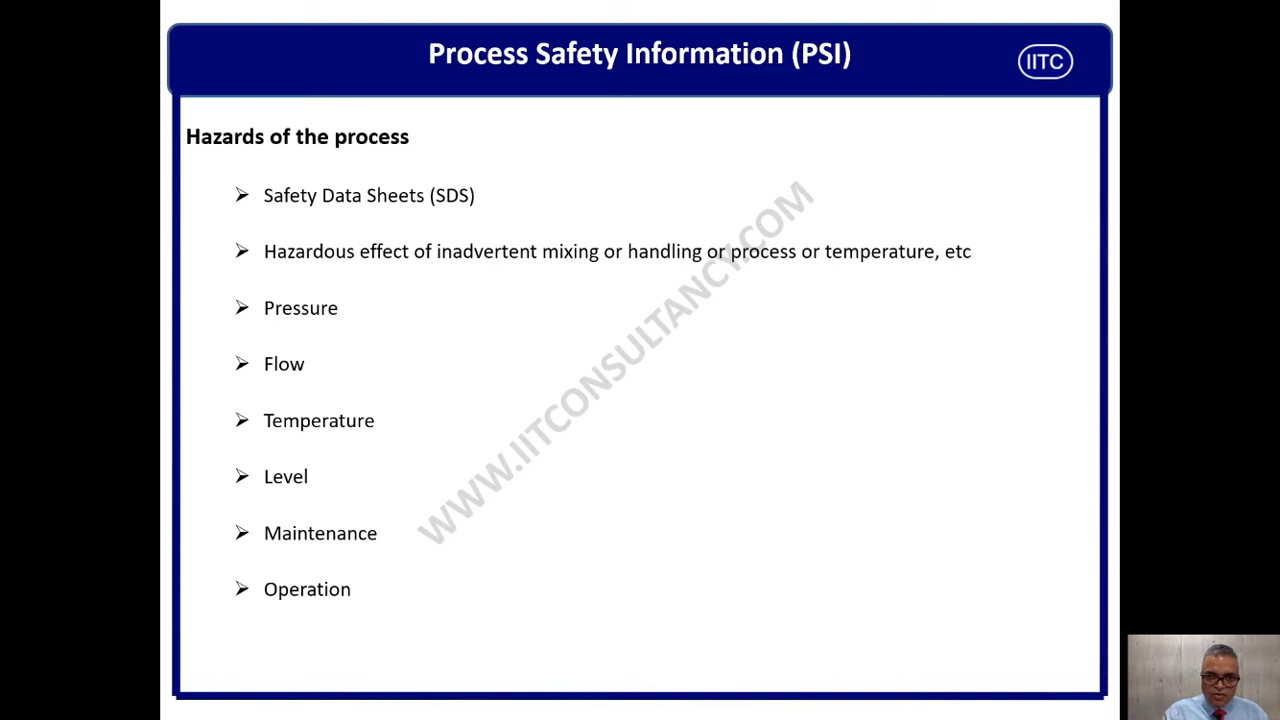 Process Safety Information (PSI)
IITC
Hazards of the process
Safety Data Sheets (SDS)
Hazardous effect of inadvertent mixing or handling or process or temperature, etc
Pressure
Flow
Temperature
Level
Maintenance
Operation
WWW.IITCONSULTANCY.COM